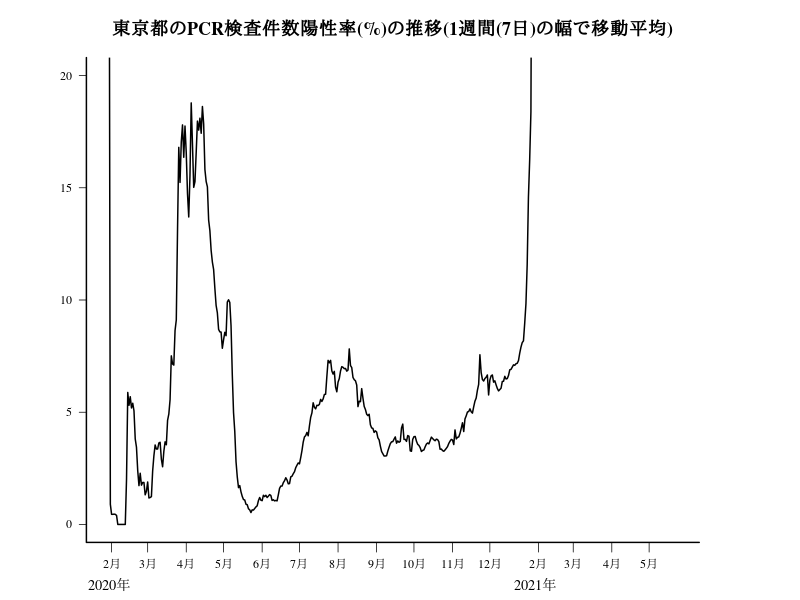 東京都のPCR検査件数陽性率(%)の推移(1週間(7日)の幅で移動平均)
20
15
10
5
0
2月 3月 4月 5月 6月 7月 8月 9月 10月 11月 12月 2月 3月 4月 5月
2020年 2021年